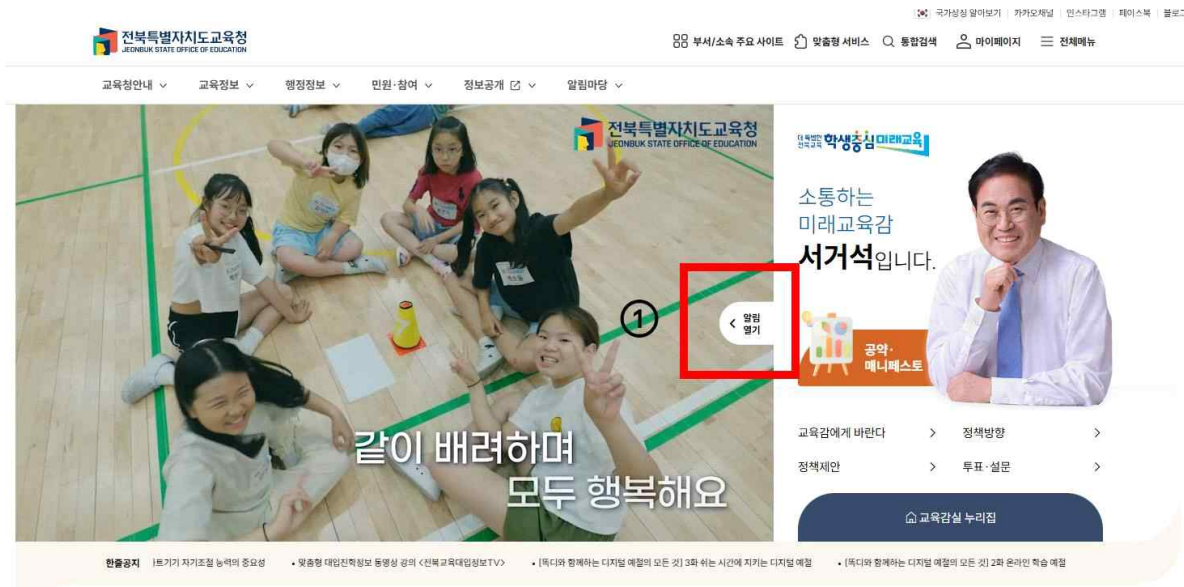 국가상징 알아보기 카카오채널 인스타그램 페이스북 블로그
전북특별자치도교육청
JEONBUK STATE OFFICE OF EDUCATION
부서/소속 주요 사이트 맞춤형 서비스 통합검색 마이페이지 전체메뉴
교육청안내 교육정보 행정정보 민원·참여 정보공개 알림마당
전북특별자치도교육청
JEONBUK STATE OFFICE OF EDUCATION
더 특별한
전북교육
학생중심 미래교육
소통하는
미래교육감
서거석입니다.
①
알림
열기
공약·
매니페스토
같이 배려하며
모두 행복해요
교육감에게 바란다 정책방향
정책제안 투표·설문
교육감실 누리집
한줄공지 트기기 자기조절 능력의 중요성 • 맞춤형 대입진학정보 동영상 강의 <전북교육대입정보TV> • [똑디와 함께하는 디지털 예절의 모든 것] 3화 쉬는 시간에 지키는 디지털 예절 • [똑디와 함께하는 디지털 예절의 모든 것] 2화 온라인 학습 예절